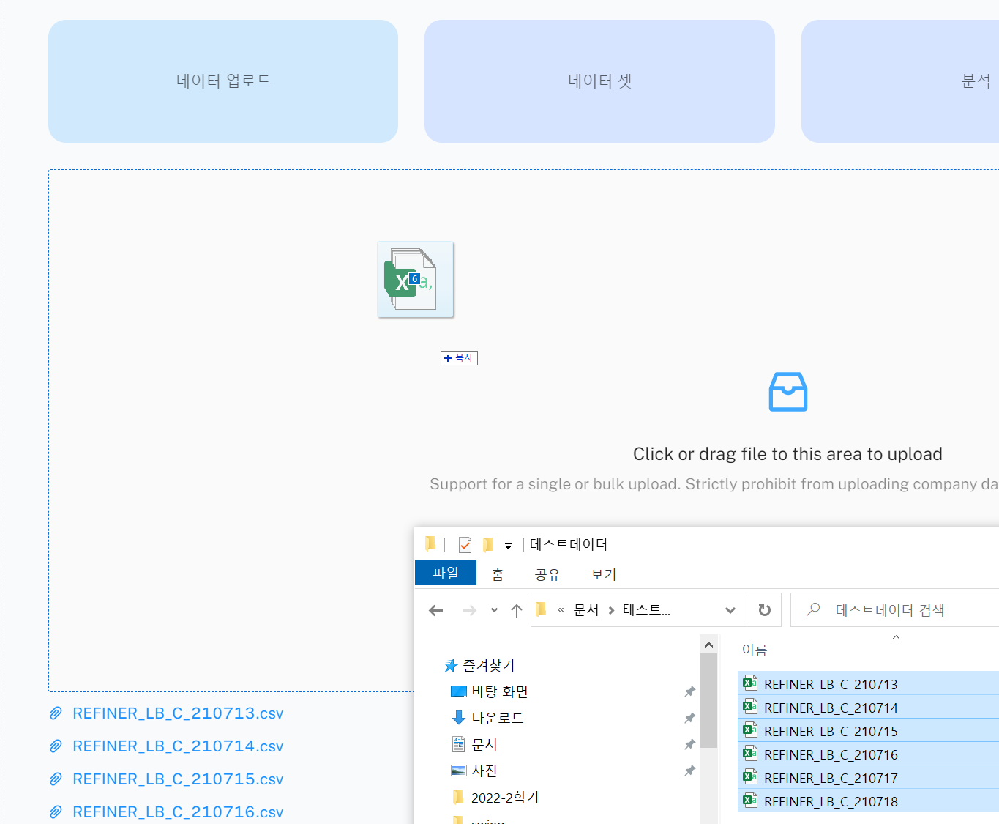 데이터 업로드
데이터 셋
분석
6
+ 복사
Click or drag file to this area to upload
Support for a single or bulk upload. Strictly prohibit from uploading company da
테스트데이터
파일
홈
공유
보기
« 문서 > 테스트...
테스트데이터 검색
이름
즐겨찾기
바탕 화면
다운로드
문서
사진
2022-2학기
REFINER_LB_C_210713
REFINER_LB_C_210714
REFINER_LB_C_210715
REFINER_LB_C_210716
REFINER_LB_C_210717
REFINER_LB_C_210718
REFINER_LB_C_210713.csv
REFINER_LB_C_210714.csv
REFINER_LB_C_210715.csv
REFINER_LB_C_210716.csv